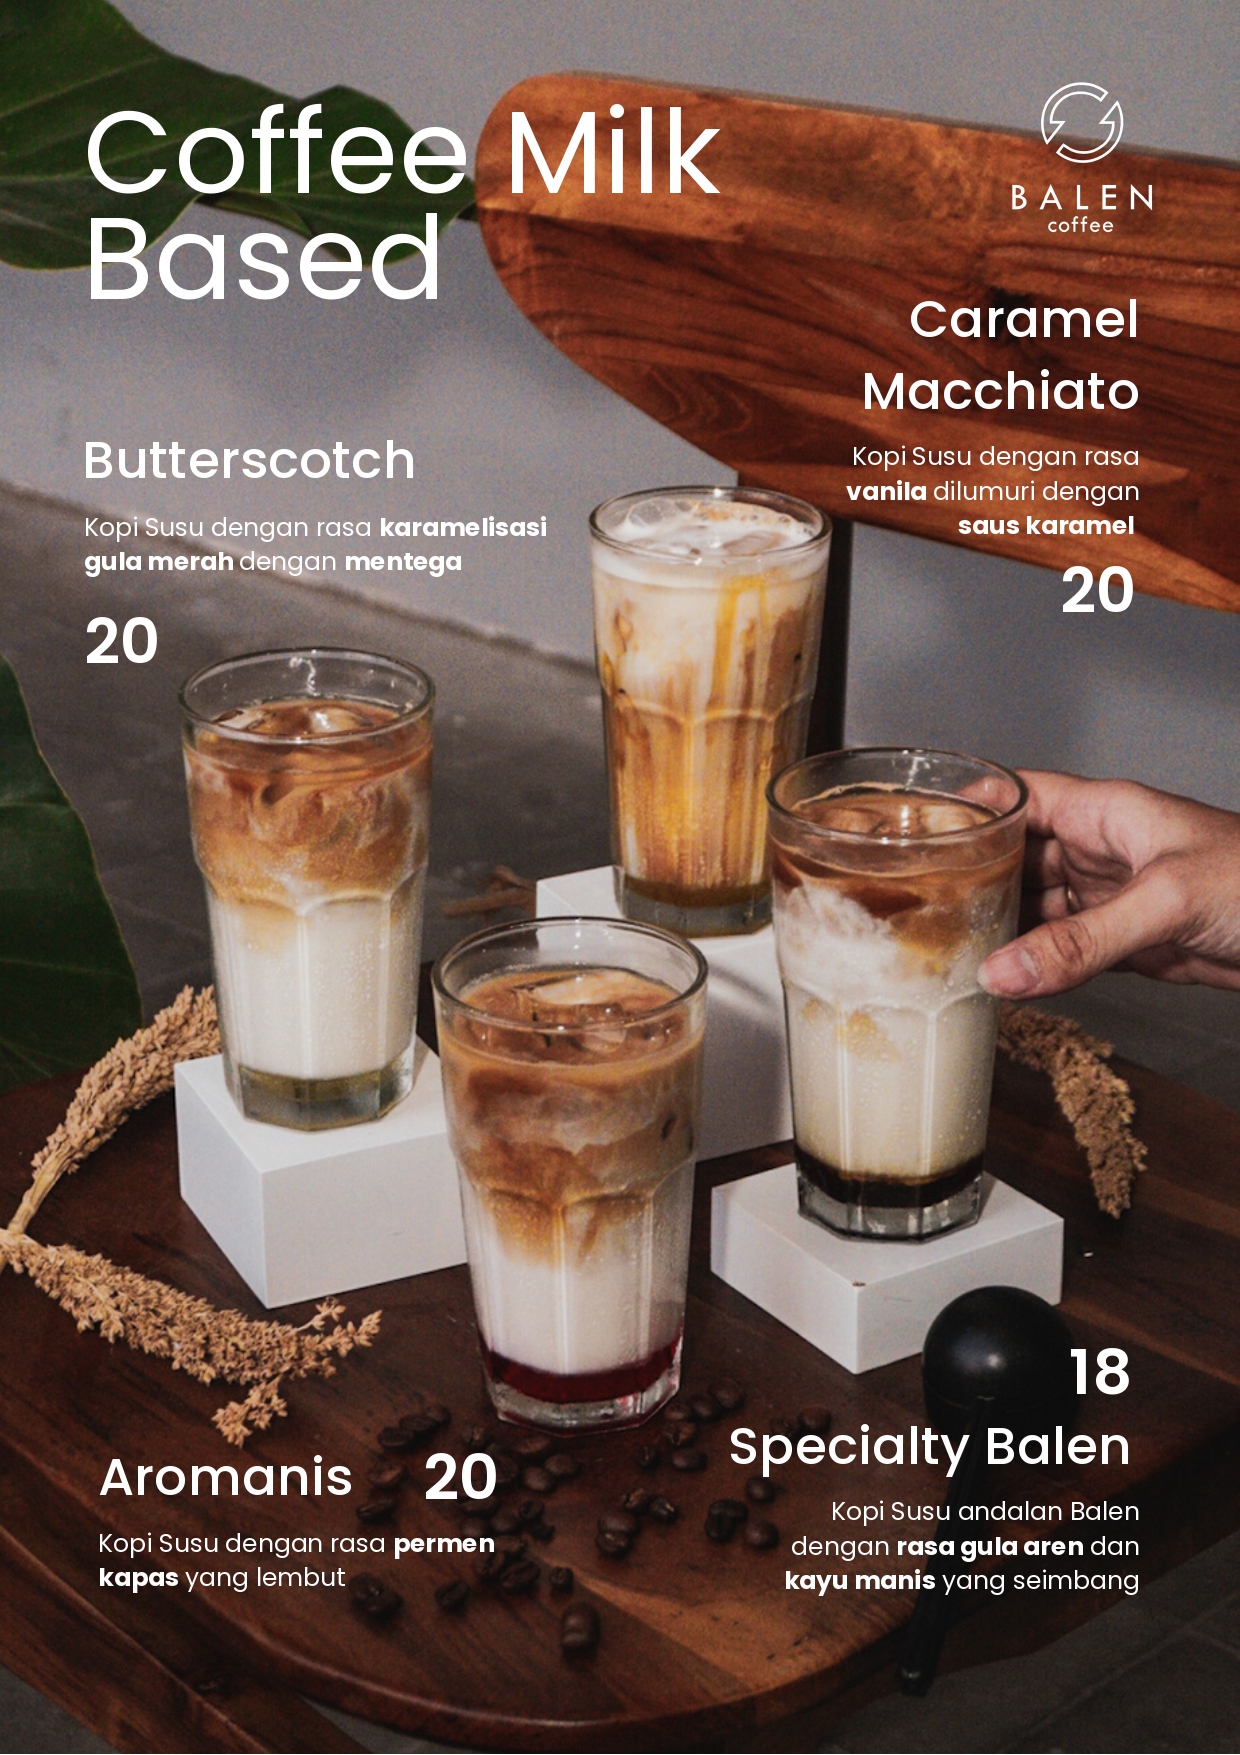 Coffee Milk
Based
BALEN
coffee
Caramel
Macchiato
Kopi Susu dengan rasa
vanila dilumuri dengan
saus karamel
20
Butterscotch
Kopi Susu dengan rasa karamelisasi
gula merah dengan mentega
20
Aromanis 20
Kopi Susu dengan rasa permen
kapas yang lembut
18
Specialty Balen
Kopi Susu andalan Balen
dengan rasa gula aren dan
kayu manis yang seimbang